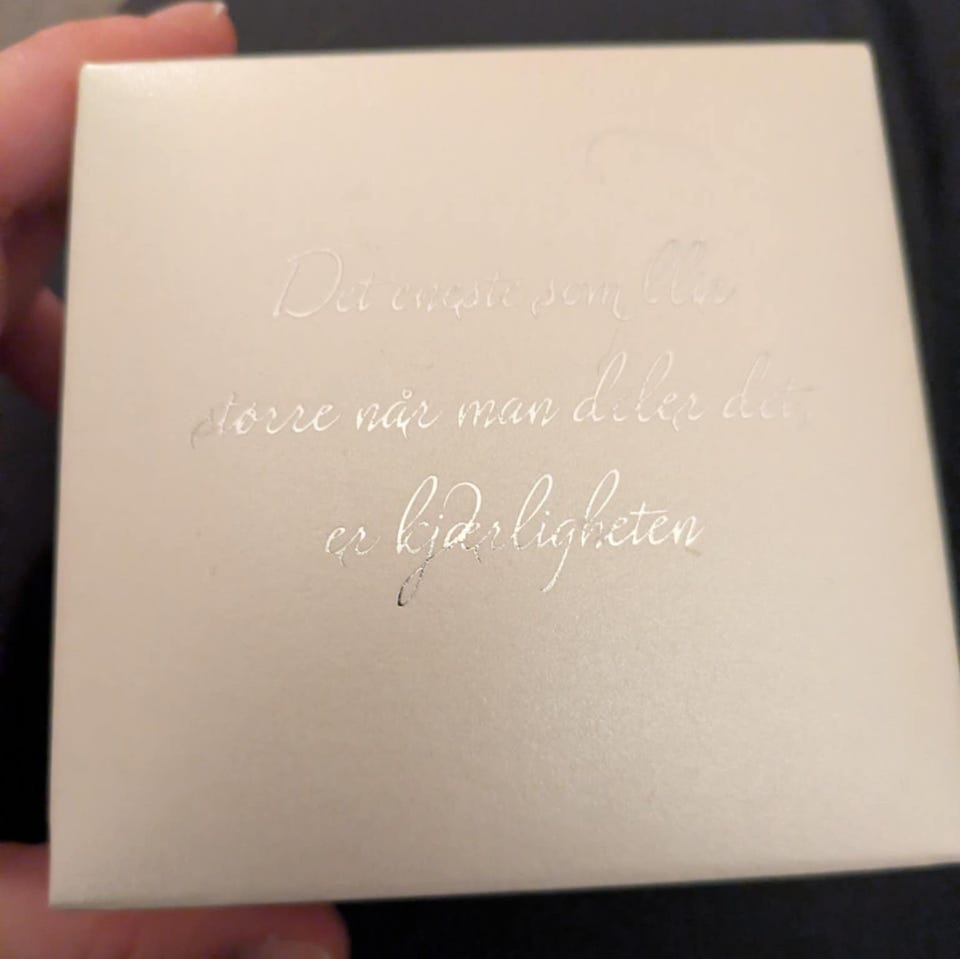 Det eneste som blir
større når man deler det,
er kjærligheten